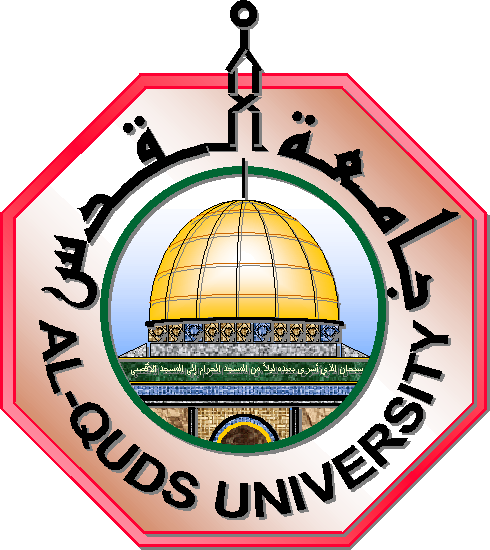 جامعة القدس
سبحان الذي أسرى بعبده ليلاً من المسجد الحرام إلى المسجد الأقصى
AL-QUDS UNIVERSITY